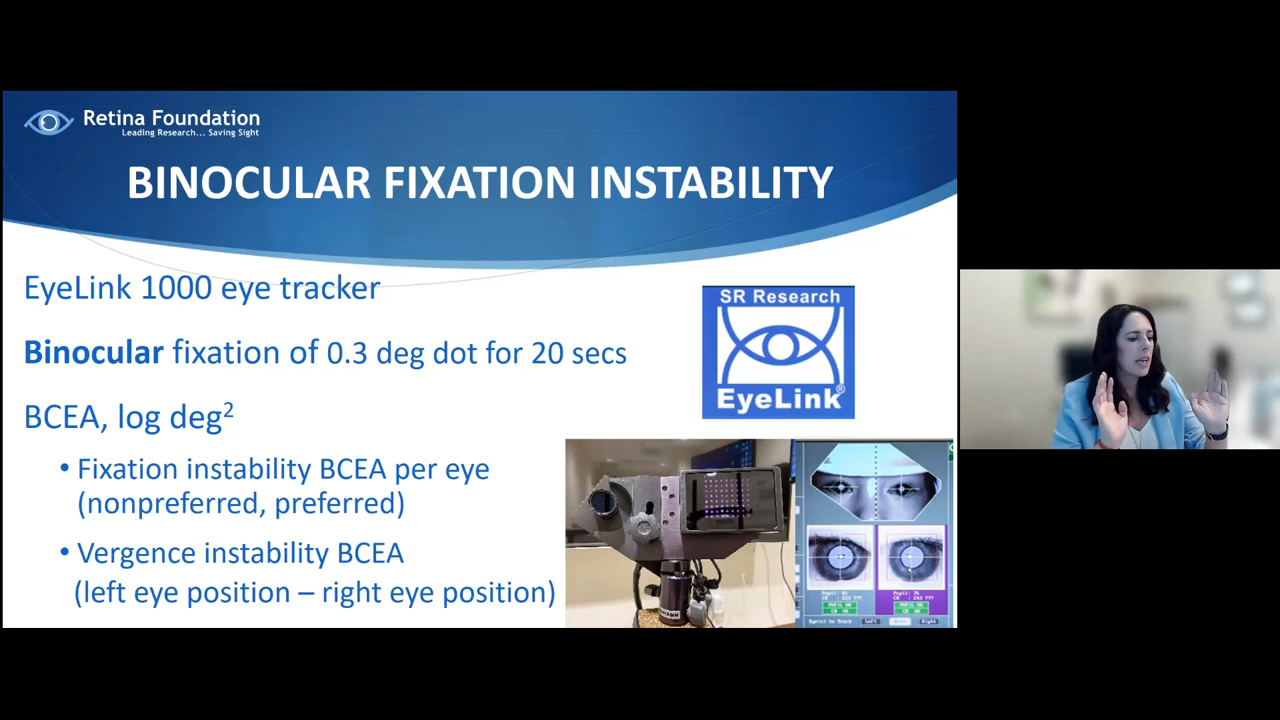 Retina Foundation
Leading Research... Saving Sight
BINOCULAR FIXATION INSTABILITY
EyeLink 1000 eye tracker
Binocular fixation of 0.3 deg dot for 20 secs
BCEA, log deg²
• Fixation instability BCEA per eye
(nonpreferred, preferred)
• Vergence instability BCEA
(left eye position – right eye position)
SR Research
EyeLink®
Left
Right